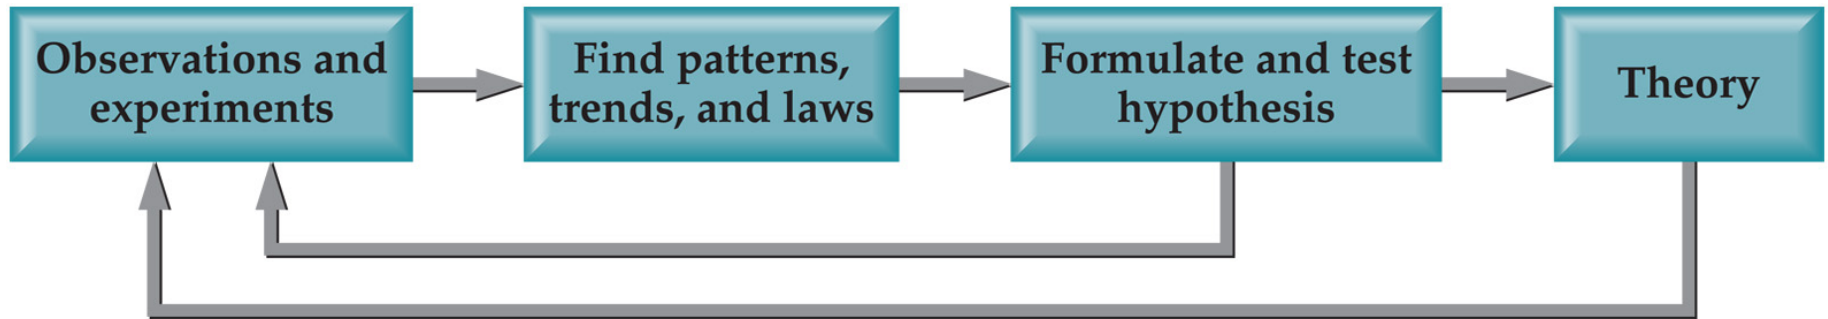 Observations and
experiments
Find patterns,
trends, and laws
Formulate and test
hypothesis
Theory